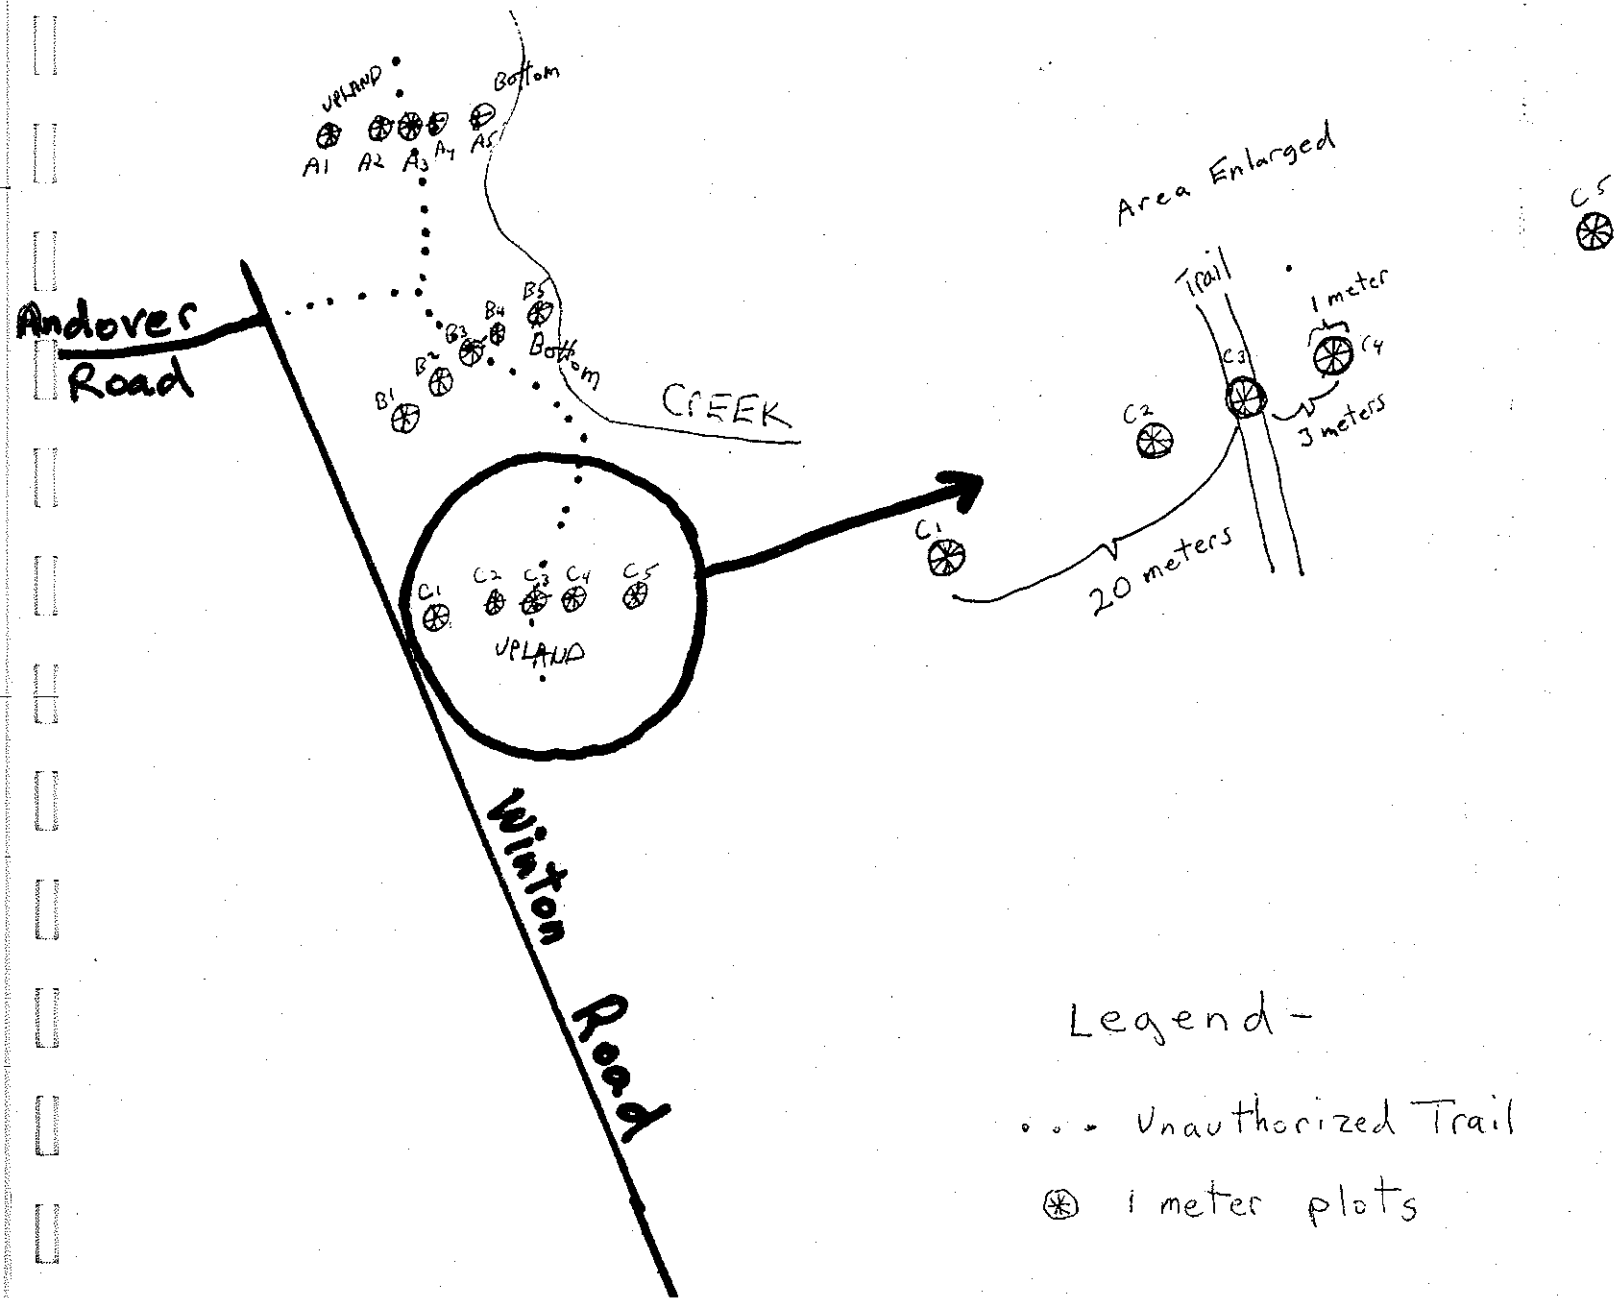 UPLAND
Bottom
A1 A2 A3 A4 A5
Andover
Road
B1 B2 B3 B4 B5
Bottom
CREEK
C1 C2 C3 C4 C5
UPLAND
Winton
Road
Area Enlarged
Trail
1 meter
C1 C2 C3 C4 C5
3 meters
20 meters
Legend -
... Unauthorized Trail
1 meter plots